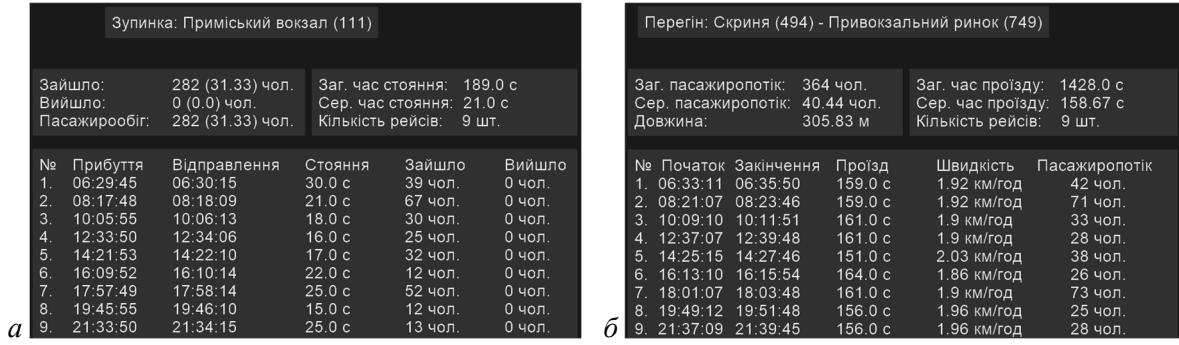 Зупинка: Приміський вокзал (111)
Зайшло: 282 (31.33) чол.
Вийшло: 0 (0.0) чол.
Пасажирообіг: 282 (31.33) чол.
Заг. час стояння: 189.0 с
Сер. час стояння: 21.0 с
Кількість рейсів: 9 шт.
№ Прибуття Відправлення Стояння Зайшло Вийшло
1. 06:29:45 06:30:15 30.0 с 39 чол. 0 чол.
2. 08:17:48 08:18:09 21.0 с 67 чол. 0 чол.
3. 10:05:55 10:06:13 18.0 с 30 чол. 0 чол.
4. 12:33:50 12:34:06 16.0 с 25 чол. 0 чол.
5. 14:21:53 14:22:10 17.0 с 32 чол. 0 чол.
6. 16:09:52 16:10:14 22.0 с 12 чол. 0 чол.
7. 17:57:49 17:58:14 25.0 с 52 чол. 0 чол.
8. 19:45:55 19:46:10 15.0 с 12 чол. 0 чол.
9. 21:33:50 21:34:15 25.0 с 13 чол. 0 чол.
а
Перегін: Скриня (494) - Привокзальний ринок (749)
Заг. пасажиропотік: 364 чол.
Сер. пасажиропотік: 40.44 чол.
Довжина: 305.83 м
Заг. час проїзду: 1428.0 с
Сер. час проїзду: 158.67 с
Кількість рейсів: 9 шт.
№ Початок Закінчення Проїзд Швидкість Пасажиропотік
1. 06:33:11 06:35:50 159.0 с 1.92 км/год 42 чол.
2. 08:21:07 08:23:46 159.0 с 1.92 км/год 71 чол.
3. 10:09:10 10:11:51 161.0 с 1.9 км/год 33 чол.
4. 12:37:07 12:39:48 161.0 с 1.9 км/год 28 чол.
5. 14:25:15 14:27:46 151.0 с 2.03 км/год 38 чол.
6. 16:13:10 16:15:54 164.0 с 1.86 км/год 26 чол.
7. 18:01:07 18:03:48 161.0 с 1.9 км/год 73 чол.
8. 19:49:12 19:51:48 156.0 с 1.96 км/год 25 чол.
9. 21:37:09 21:39:45 156.0 с 1.96 км/год 28 чол.
б